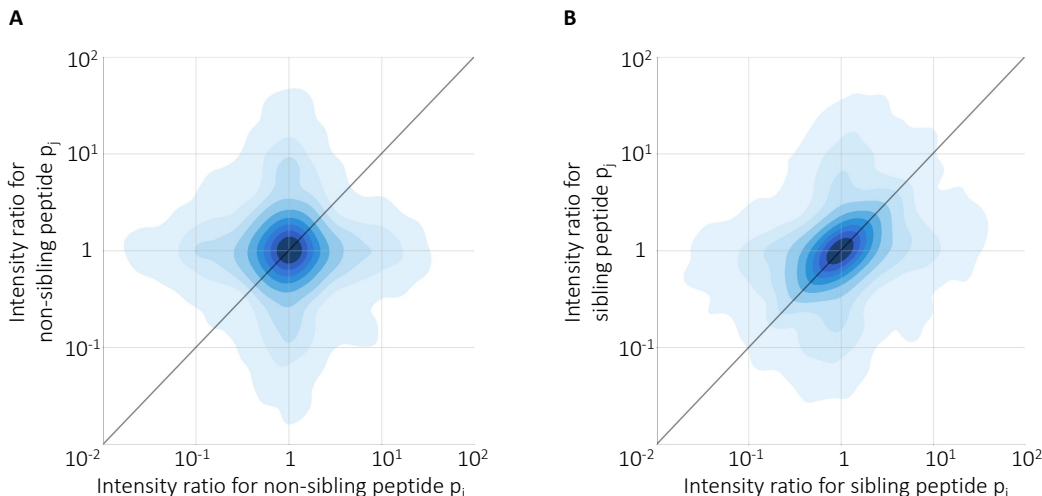 A
B
Intensity ratio for
non-sibling peptide pj
10²
10¹
1
10⁻¹
10⁻²
10⁻¹
1
10¹
10²
Intensity ratio for non-sibling peptide pi
Intensity ratio for
sibling peptide pj
10²
10¹
1
10⁻¹
10⁻²
10⁻¹
1
10¹
10²
Intensity ratio for sibling peptide pi